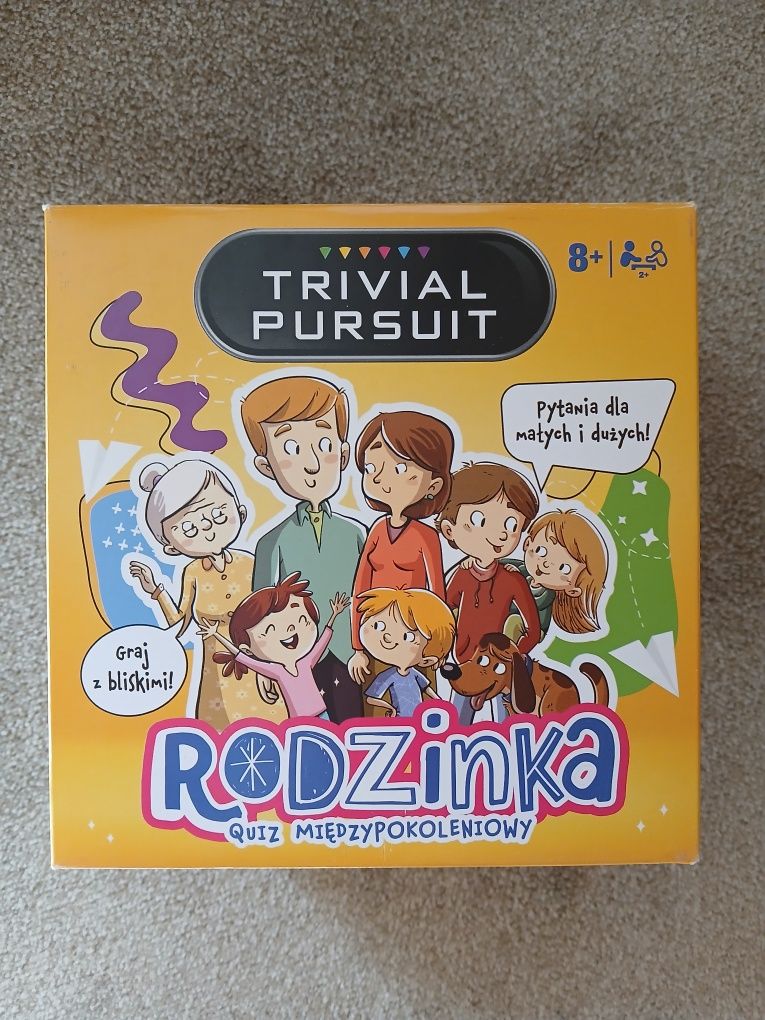 TRIVIAL
PURSUIT
8+
2+
Pytania dla
małych i dużych!
Graj
z bliskimi!
RODZinKa
QUIZ MIĘDZYPOKOLENIOWY